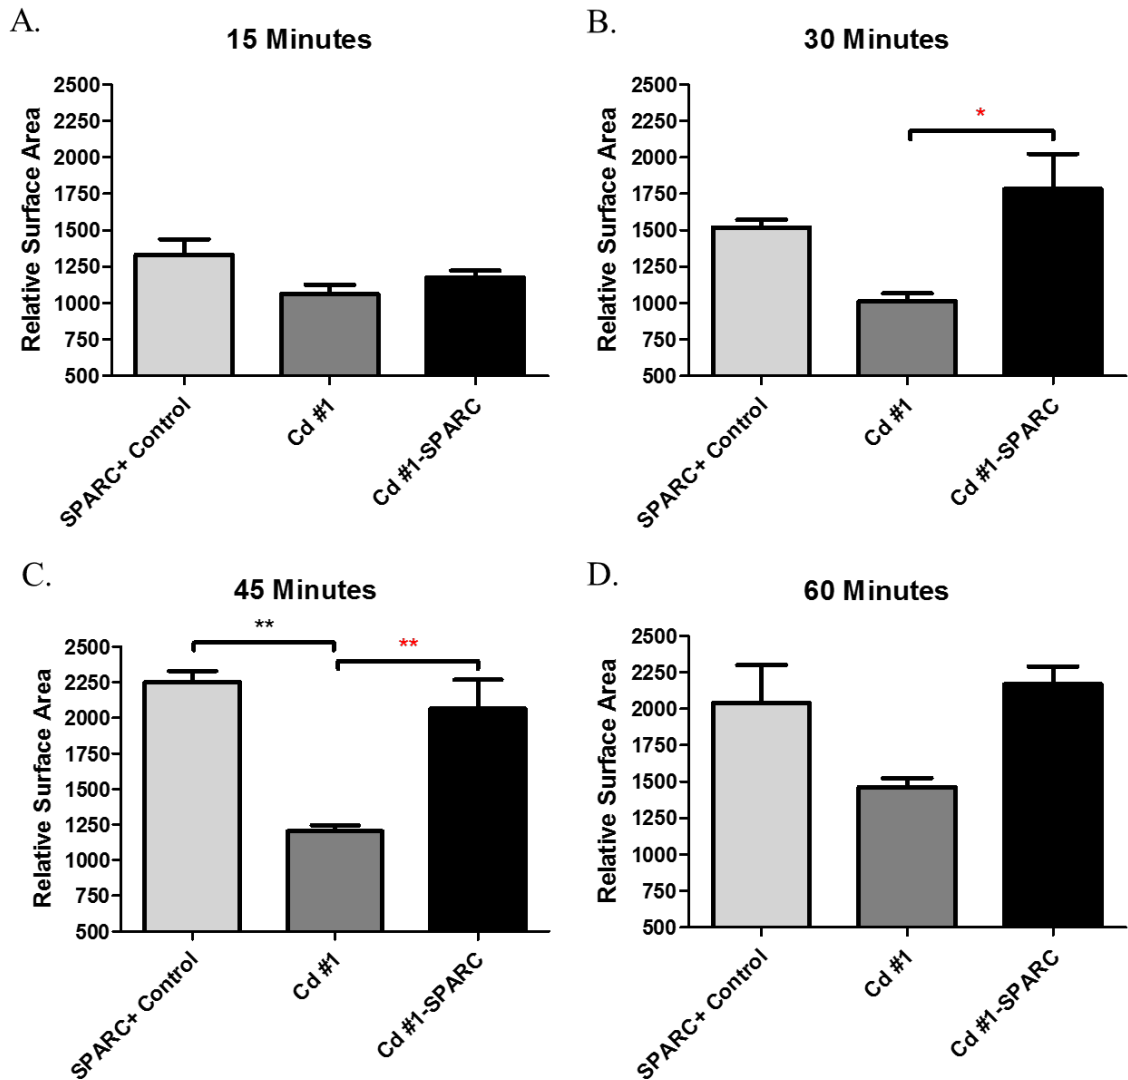 A.
15 Minutes
Relative Surface Area
2500
2250
2000
1750
1500
1250
1000
750
500
SPARC+ Control
Cd #1
Cd #1-SPARC
B.
30 Minutes
Relative Surface Area
2500
2250
2000
1750
1500
1250
1000
750
500
*
SPARC+ Control
Cd #1
Cd #1-SPARC
C.
45 Minutes
Relative Surface Area
2500
2250
2000
1750
1500
1250
1000
750
500
**
**
SPARC+ Control
Cd #1
Cd #1-SPARC
D.
60 Minutes
Relative Surface Area
2500
2250
2000
1750
1500
1250
1000
750
500
SPARC+ Control
Cd #1
Cd #1-SPARC